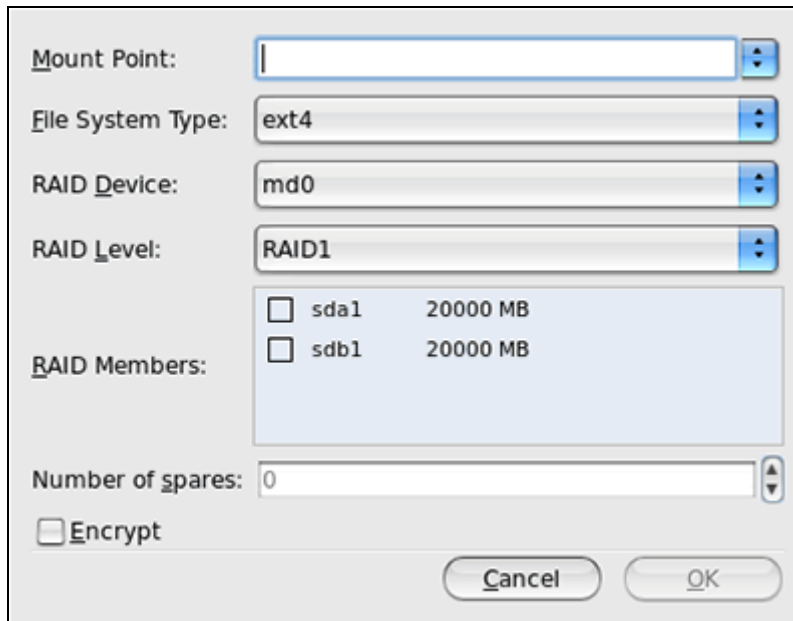 Mount Point:
File System Type: ext4
RAID Device: md0
RAID Level: RAID1
RAID Members:
sda1 20000 MB
sdb1 20000 MB
Number of spares: 0
Encrypt
Cancel OK